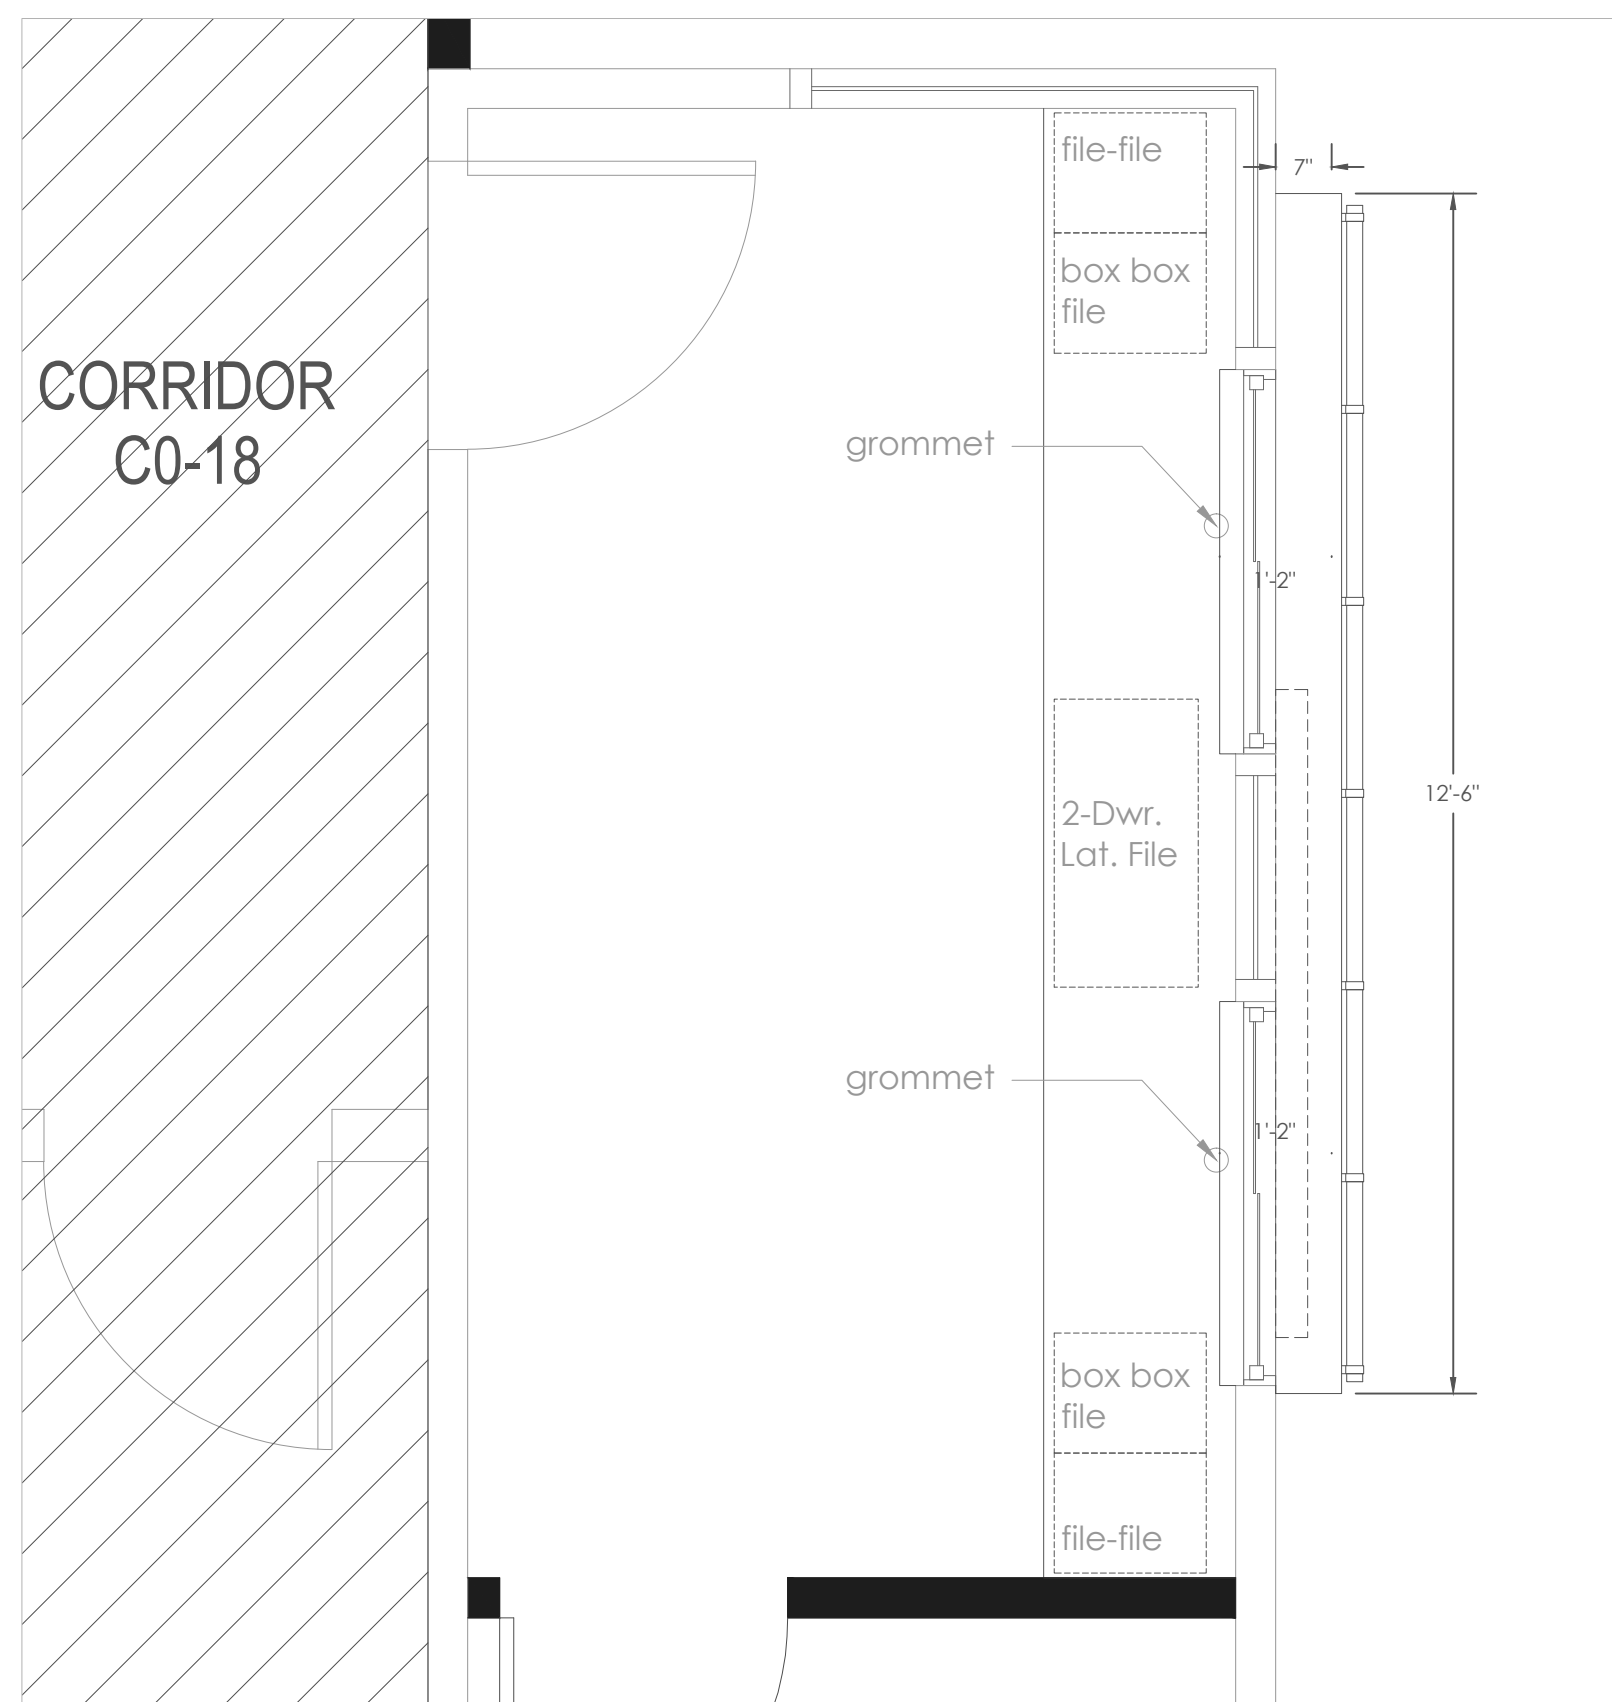 file-file
7"
box box
file
CORRIDOR
C0-18
grommet
1'-2"
2-Dwr.
Lat. File
12'-6"
grommet
1'-2"
box box
file
file-file